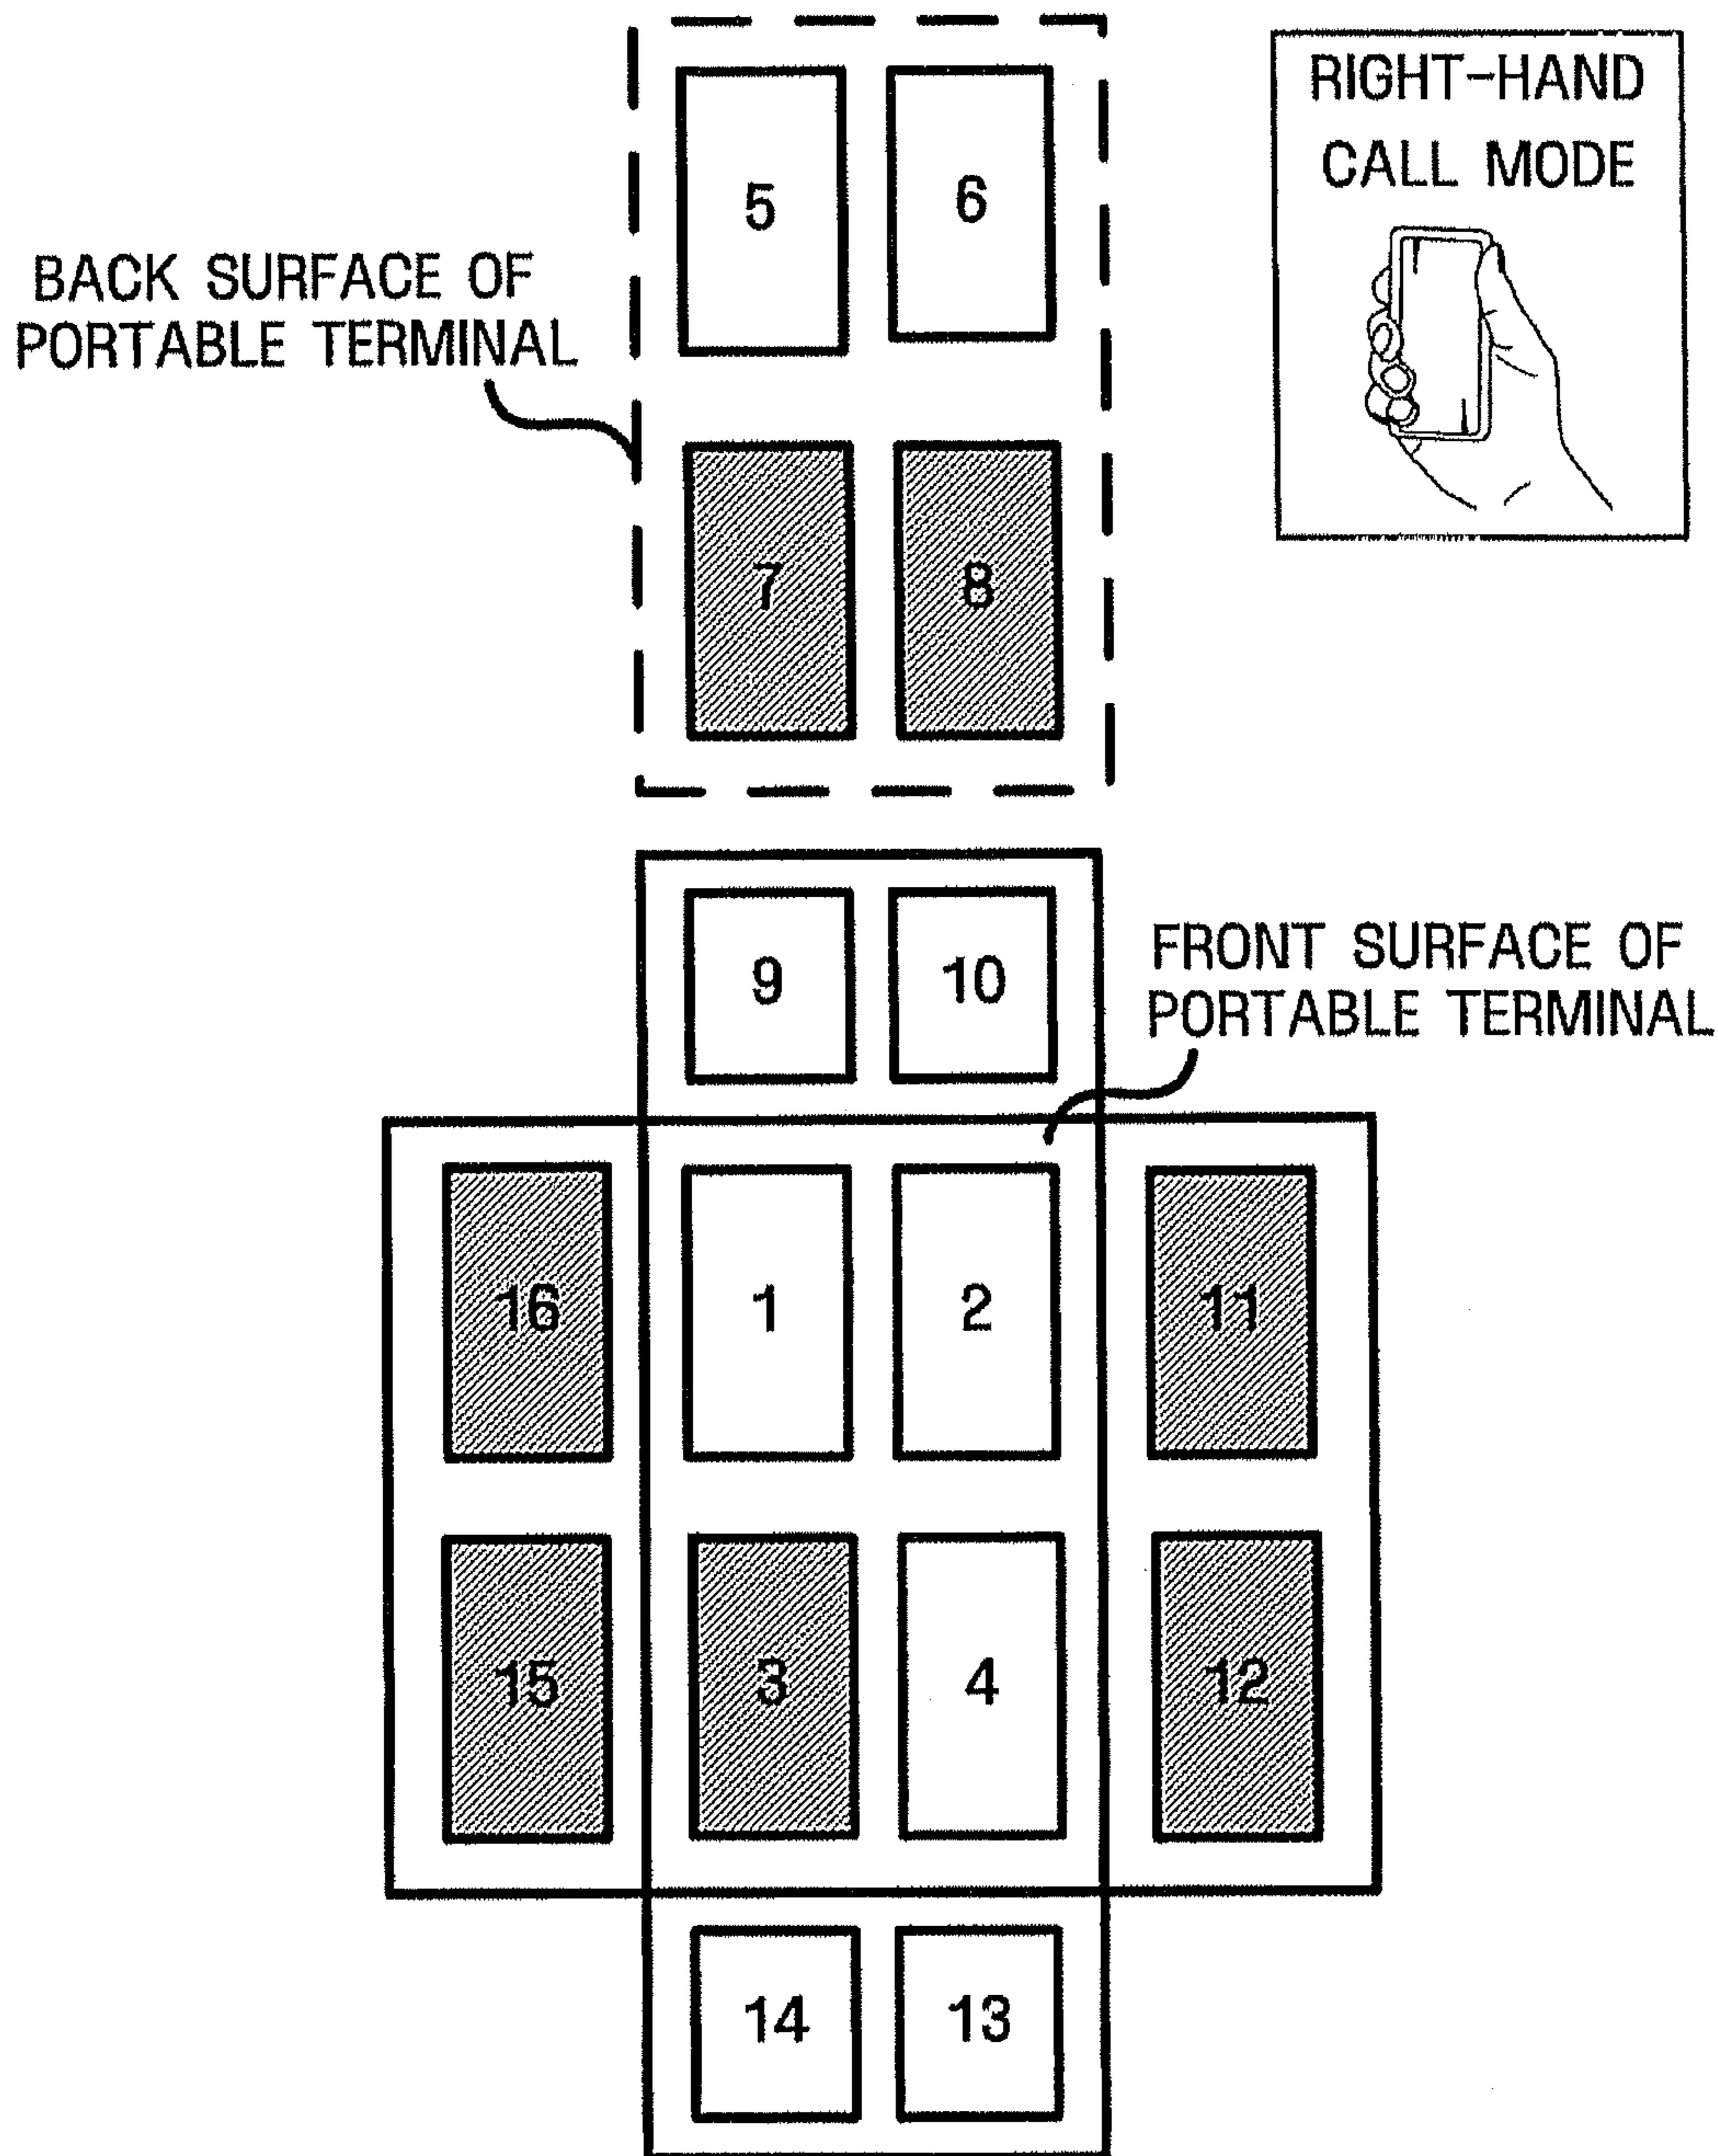 RIGHT-HAND
CALL MODE
5
6
BACK SURFACE OF
PORTABLE TERMINAL
7
8
9
10
FRONT SURFACE OF
PORTABLE TERMINAL
16
1
2
11
15
3
4
12
14
13